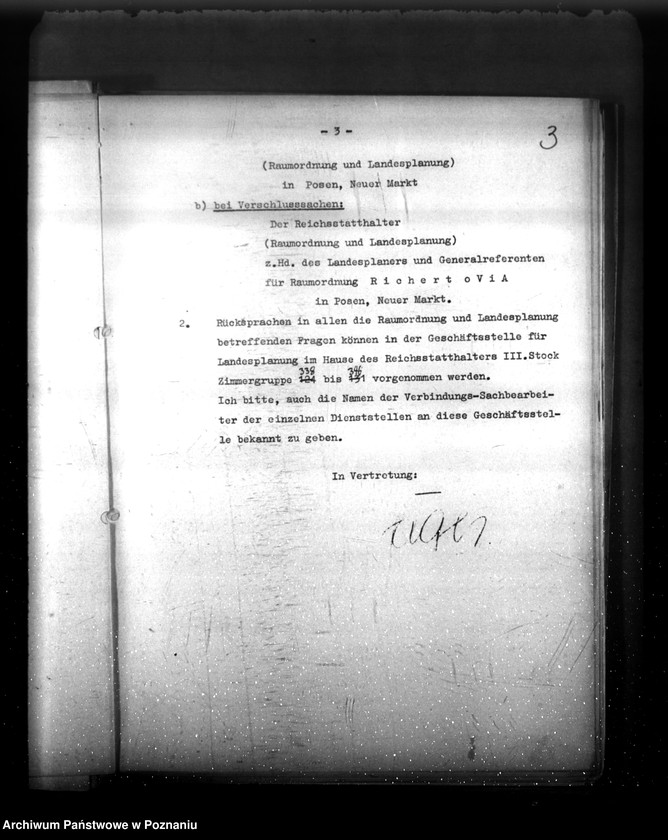 - 3 -
3
(Raumordnung und Landesplanung)
in Posen, Neuer Markt
b) bei Verschlusssachen:
Der Reichsstatthalter
(Raumordnung und Landesplanung)
z.Hd. des Landesplaners und Generalreferenten
für Raumordnung R i c h e r t o V i A
in Posen, Neuer Markt.
2. Rücksprachen in allen die Raumordnung und Landesplanung
betreffenden Fragen können in der Geschäftsstelle für
Landesplanung im Hause des Reichsstatthalters III.Stock
338 346
Zimmergruppe 124 bis 131 vorgenommen werden.
Ich bitte, auch die Namen der Verbindungs-Sachbearbei-
ter der einzelnen Dienststellen an diese Geschäftsstel-
le bekannt zu geben.
In Vertretung:
Archiwum Państwowe w Poznaniu